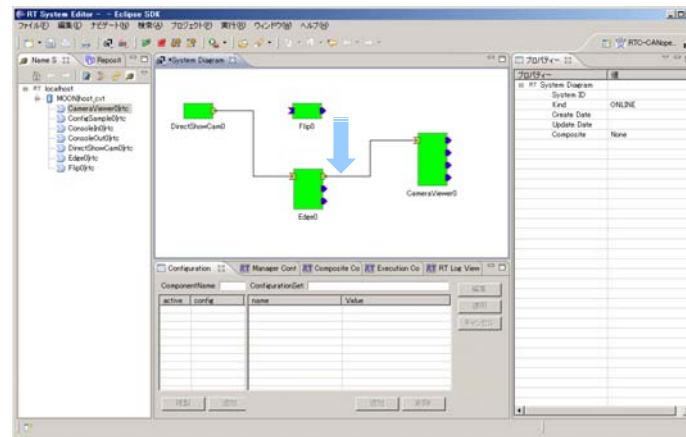 RT System Editor - - Eclipse SDK
ファイル(F) 編集(E) ナビゲート(N) 検索(A) プロジェクト(P) 実行(R) ウィンドウ(W) ヘルプ(H)
RTO-CANope..
Name S
Reposit
*System Diagram
プロパティー
RT localhost
MOON|host_cxt
CameraViewer0|rtc
ConfigSample0|rtc
ConsoleIn0|rtc
ConsoleOut0|rtc
DirectShowCam0|rtc
Edge0|rtc
Flip0|rtc
DirectShowCam0
Flip0
CameraViewer0
Edge0
プロパティー 値
RT System Diagram
System ID
Kind ONLINE
Create Date
Update Date
Composite None
Configuration
RT Manager Cont
RT Composite Co
RT Execution Co
RT RT Log View
ComponentName:
ConfigurationSet:
active config
name Value
編集
適用
キャンセル
複製
追加
追加
削除